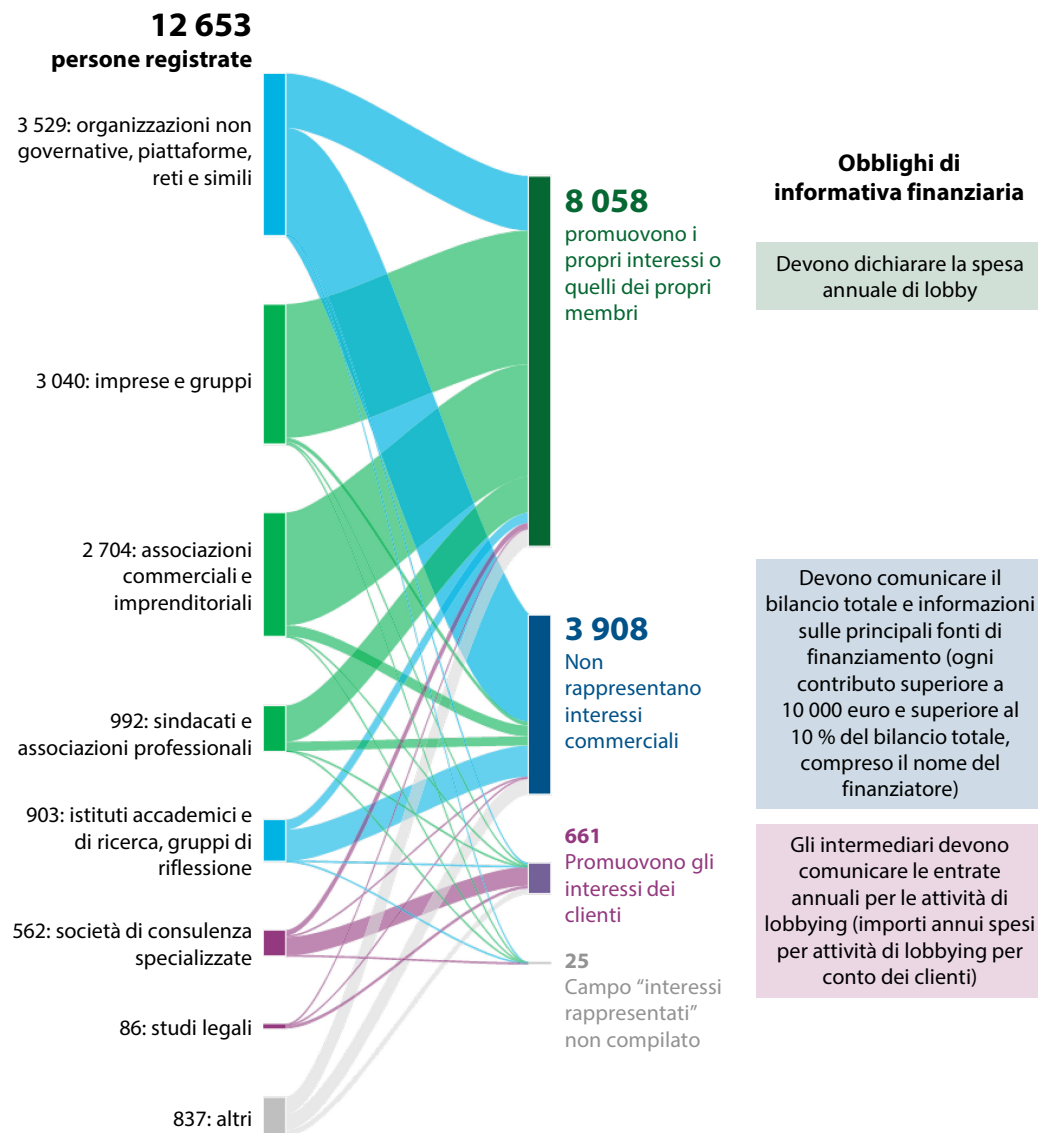 12 653
persone registrate
3 529: organizzazioni non
governative, piattaforme,
reti e simili
3 040: imprese e gruppi
2 704: associazioni
commerciali e
imprenditoriali
992: sindacati e
associazioni professionali
903: istituti accademici e
di ricerca, gruppi di
riflessione
562: società di consulenza
specializzate
86: studi legali
837: altri
8 058
promuovono i
propri interessi o
quelli dei propri
membri
3 908
Non
rappresentano
interessi
commerciali
661
Promuovono gli
interessi dei
clienti
25
Campo "interessi
rappresentati"
non compilato
Obblighi di
informativa finanziaria
Devono dichiarare la spesa
annuale di lobby
Devono comunicare il
bilancio totale e informazioni
sulle principali fonti di
finanziamento (ogni
contributo superiore a
10 000 euro e superiore al
10 % del bilancio totale,
compreso il nome del
finanziatore)
Gli intermediari devono
comunicare le entrate
annuali per le attività di
lobbying (importi annui spesi
per attività di lobbying per
conto dei clienti)